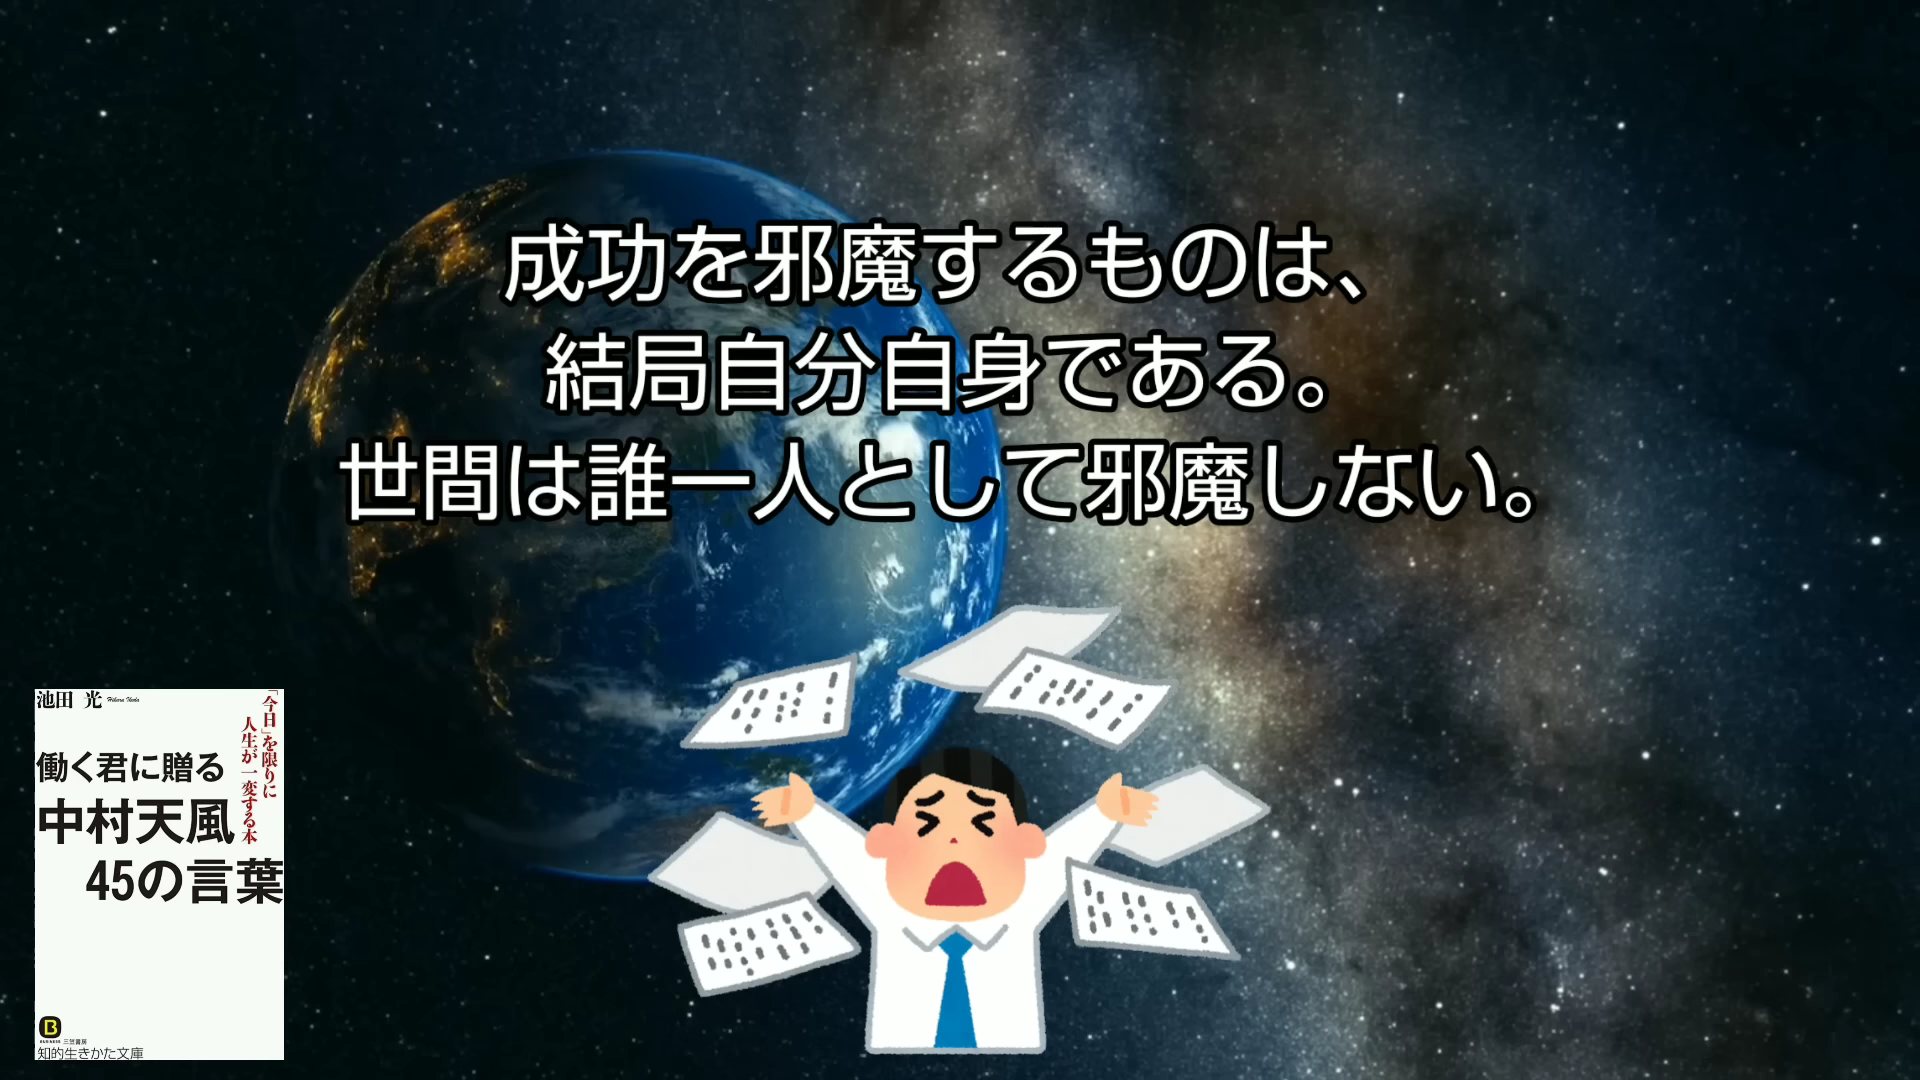 成功を邪魔するものは、
結局自分自身である。
世間は誰一人として邪魔しない。
池田 光 Hikaru Ikeda
「今日」を限りに
人生が一変する本
働く君に贈る
中村天風
45の言葉
B
BUSINESS 三笠書房
知的生きかた文庫